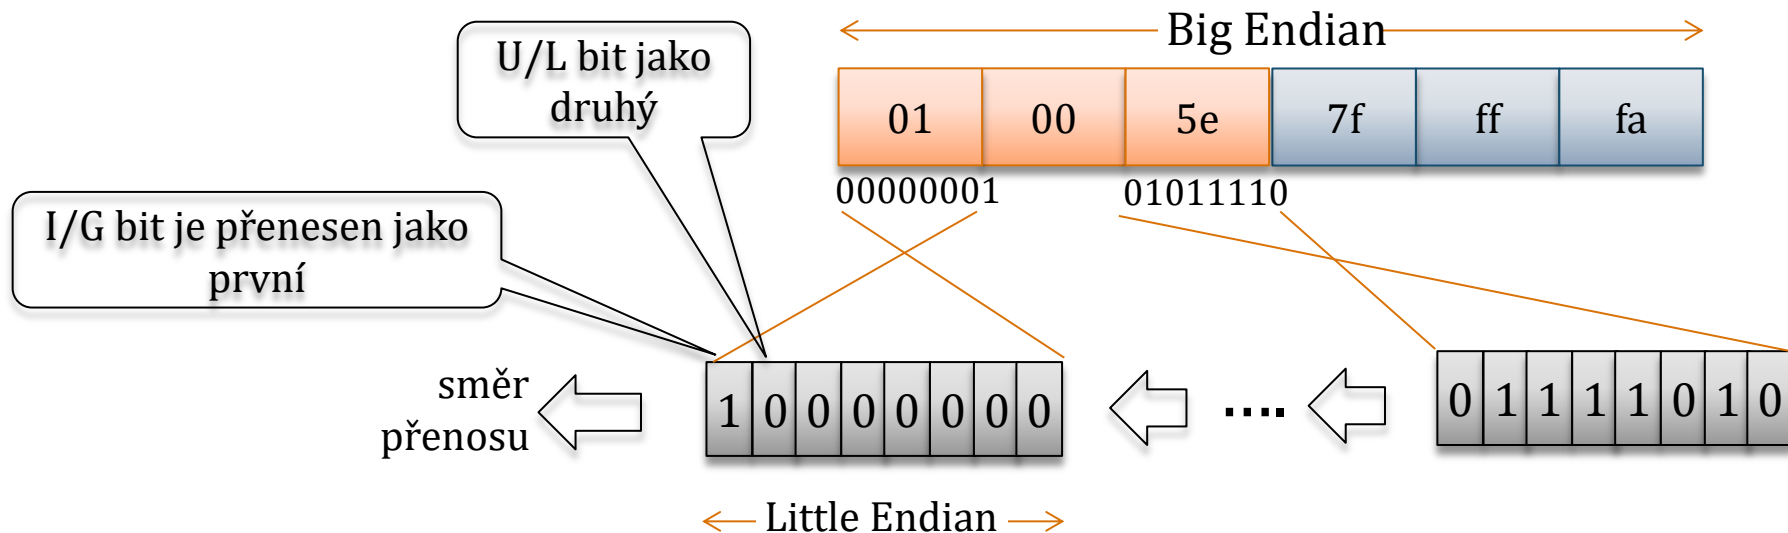 Big Endian
U/L bit jako
druhý
01 00 5e 7f ff fa
00000001 01011110
I/G bit je přenesen jako
první
směr
přenosu
1 0 0 0 0 0 0 0 .... 0 1 1 1 1 0 1 0
Little Endian